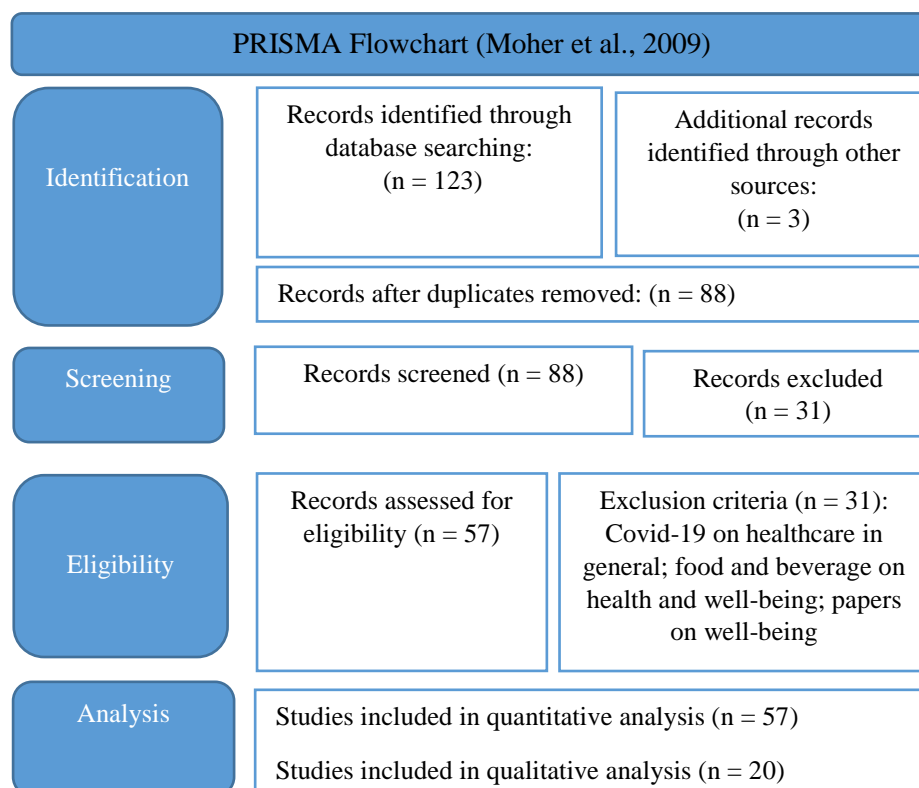 PRISMA Flowchart (Moher et al., 2009)
Identification
Records identified through
database searching:
(n = 123)
Additional records
identified through other
sources:
(n = 3)
Records after duplicates removed: (n = 88)
Screening
Records screened (n = 88)
Records excluded
(n = 31)
Eligibility
Records assessed for
eligibility (n = 57)
Exclusion criteria (n = 31):
Covid-19 on healthcare in
general; food and beverage on
health and well-being; papers
on well-being
Analysis
Studies included in quantitative analysis (n = 57)
Studies included in qualitative analysis (n = 20)